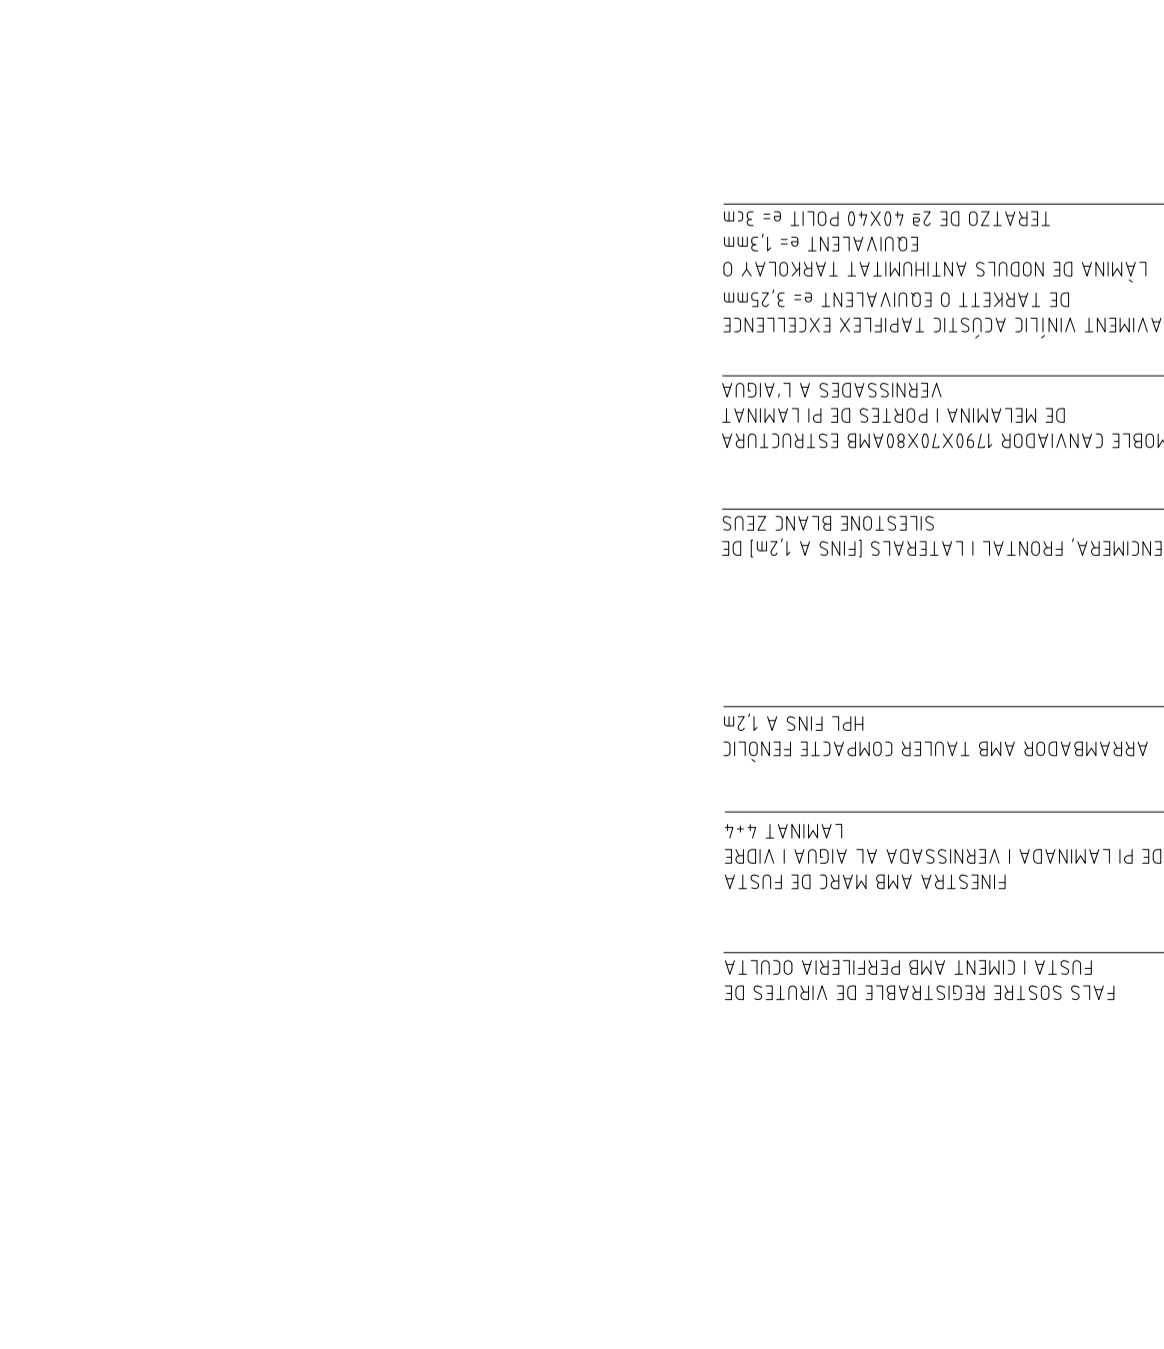 FALS SOSTRE REGISTRABLE DE VIRUTES DE
FUSTA I CIMENT AMB PERFILERIA OCULTA
FINESTRA AMB MARC DE FUSTA
DE PI LAMINADA I VERNISSADA AL AIGUA I VIDRE
LAMINAT 4+4
ARRAMBADOR AMB TAULER COMPACTE FENÒLIC
HPL FINS A 1,2m
ENCIMERA, FRONTAL I LATERALS [FINS A 1,2m] DE
SILESTONE BLANC ZEUS
MOBLE CANVIADOR 1790X70X80AMB ESTRUCTURA
DE MELAMINA I PORTES DE PI LAMINAT
VERNISSADES A L'AIGUA
AVIMENT VINÍLIC ACÚSTIC TAPIFLEX EXCELLENCE
DE TARKETT O EQUIVALENT e= 3,25mm
LÀMINA DE NODULS ANTIHUMITAT TARKOLAY O
EQUIVALENT e= 1,3mm
TERATZO DE 2ª 40X40 POLIT e= 3cm